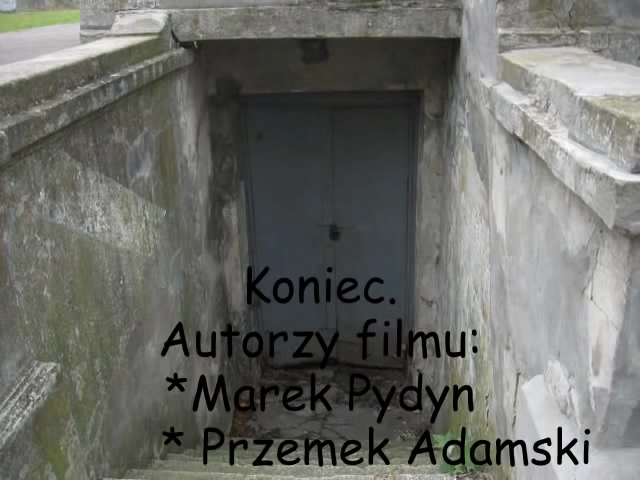 Koniec.
Autorzy filmu:
*Marek Pydyn
* Przemek Adamski